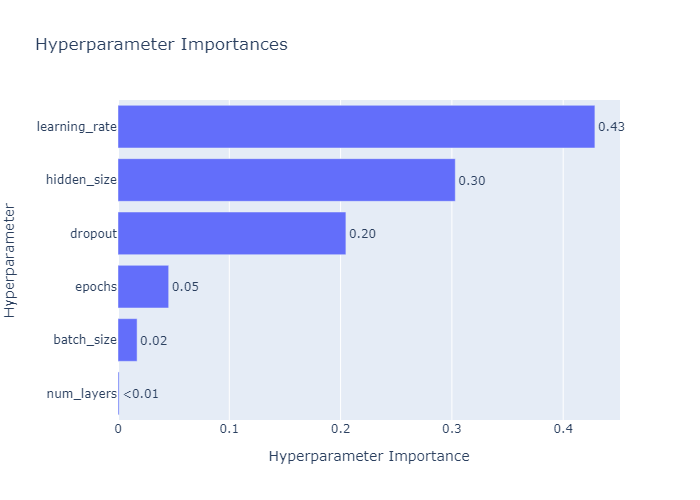 Hyperparameter Importances
Hyperparameter
learning_rate 0.43
hidden_size 0.30
dropout 0.20
epochs 0.05
batch_size 0.02
num_layers <0.01
0 0.1 0.2 0.3 0.4
Hyperparameter Importance